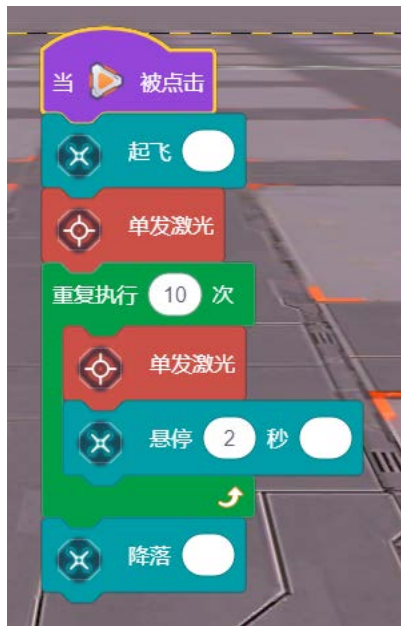 当 被点击
起飞
单发激光
重复执行 10 次
单发激光
悬停 2 秒
降落